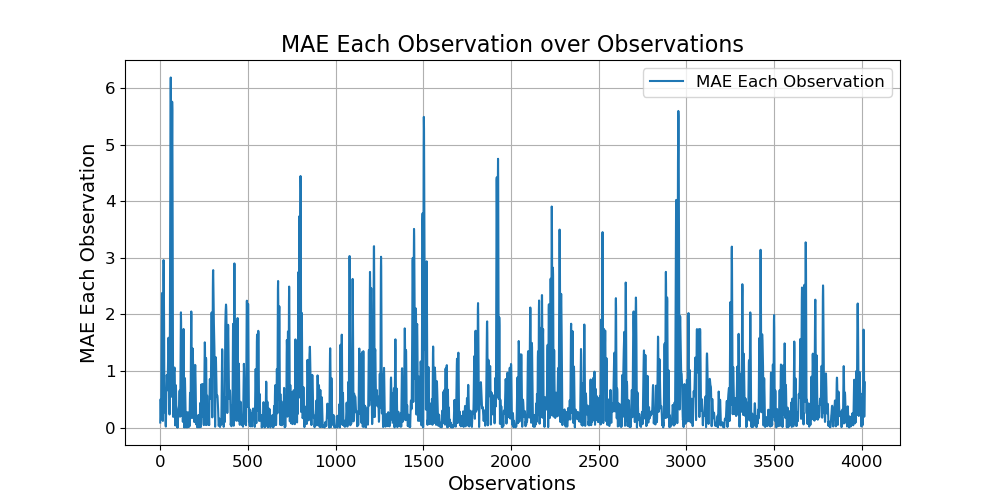 MAE Each Observation over Observations
MAE Each Observation
6
5
4
3
2
1
0
MAE Each Observation
0 500 1000 1500 2000 2500 3000 3500 4000
Observations